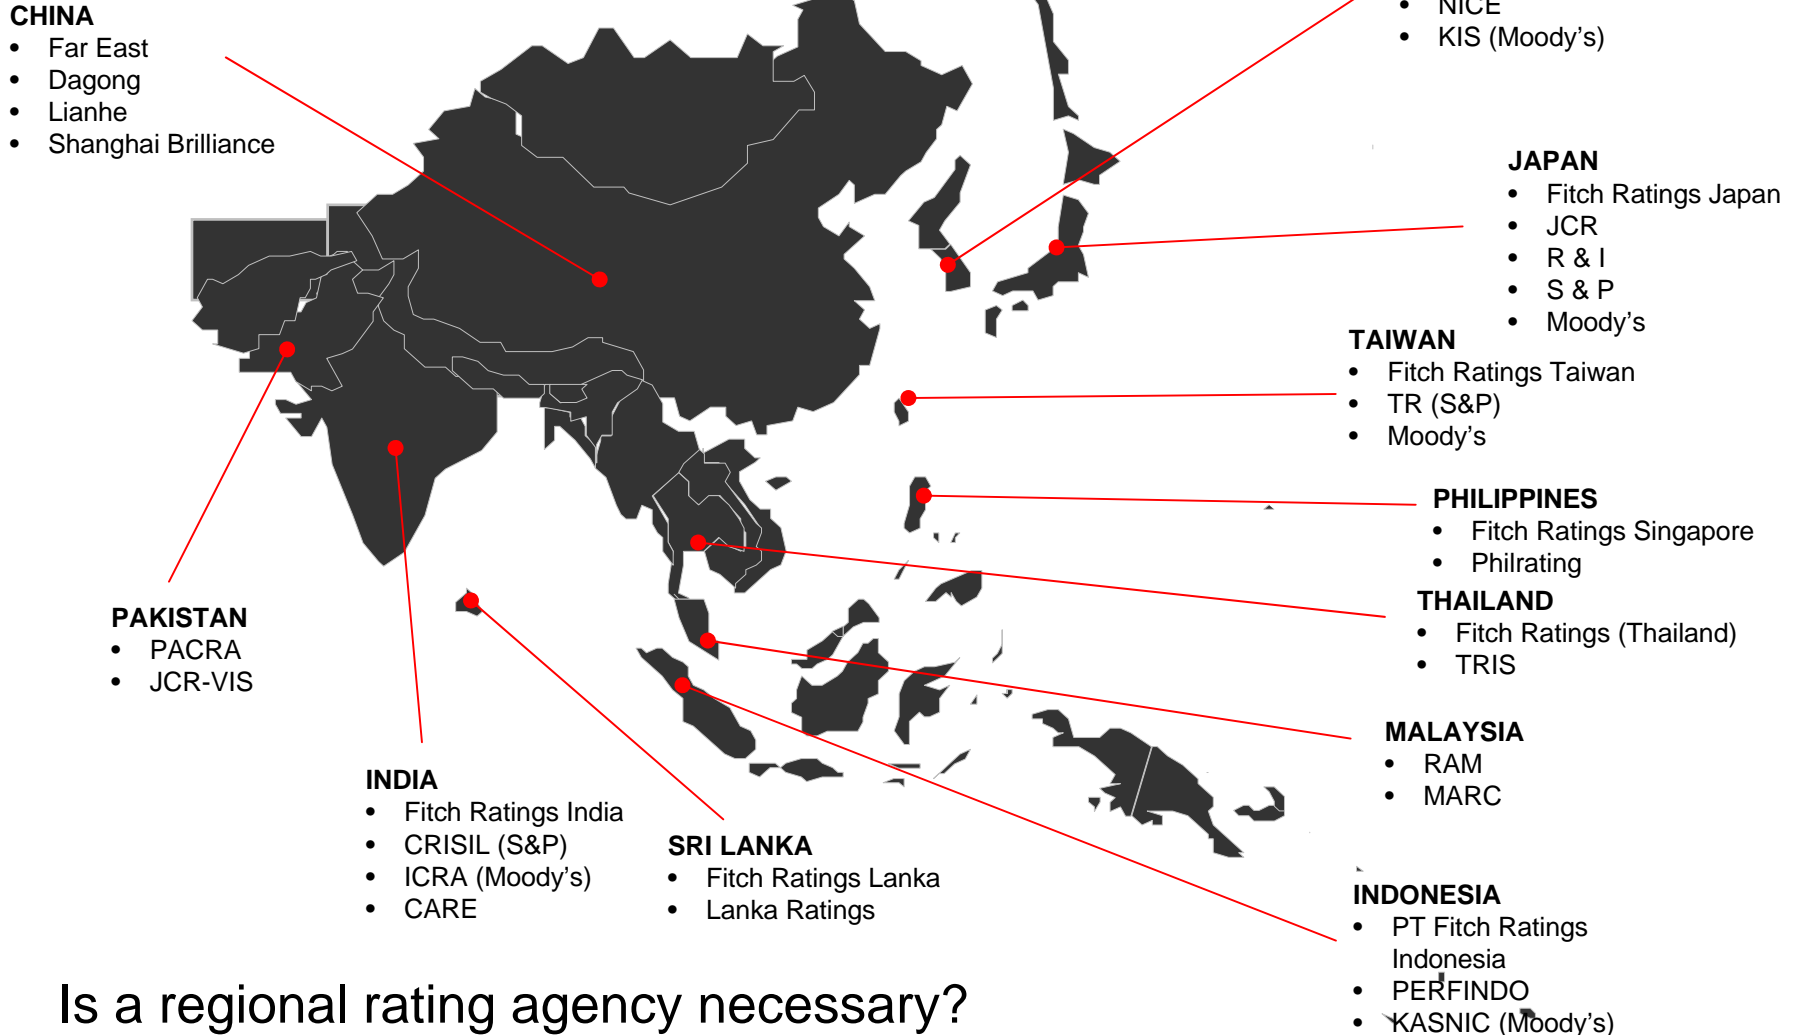 CHINA
• Far East
• Dagong
• Lianhe
• Shanghai Brilliance
• NICE
• KIS (Moody’s)
JAPAN
• Fitch Ratings Japan
• JCR
• R & I
• S & P
• Moody’s
TAIWAN
• Fitch Ratings Taiwan
• TR (S&P)
• Moody’s
PHILIPPINES
• Fitch Ratings Singapore
• Philrating
THAILAND
• Fitch Ratings (Thailand)
• TRIS
PAKISTAN
• PACRA
• JCR-VIS
MALAYSIA
• RAM
• MARC
INDIA
• Fitch Ratings India
• CRISIL (S&P)
• ICRA (Moody’s)
• CARE
SRI LANKA
• Fitch Ratings Lanka
• Lanka Ratings
INDONESIA
• PT Fitch Ratings
Indonesia
• PERFINDO
• KASNIC (Moody’s)
Is a regional rating agency necessary?